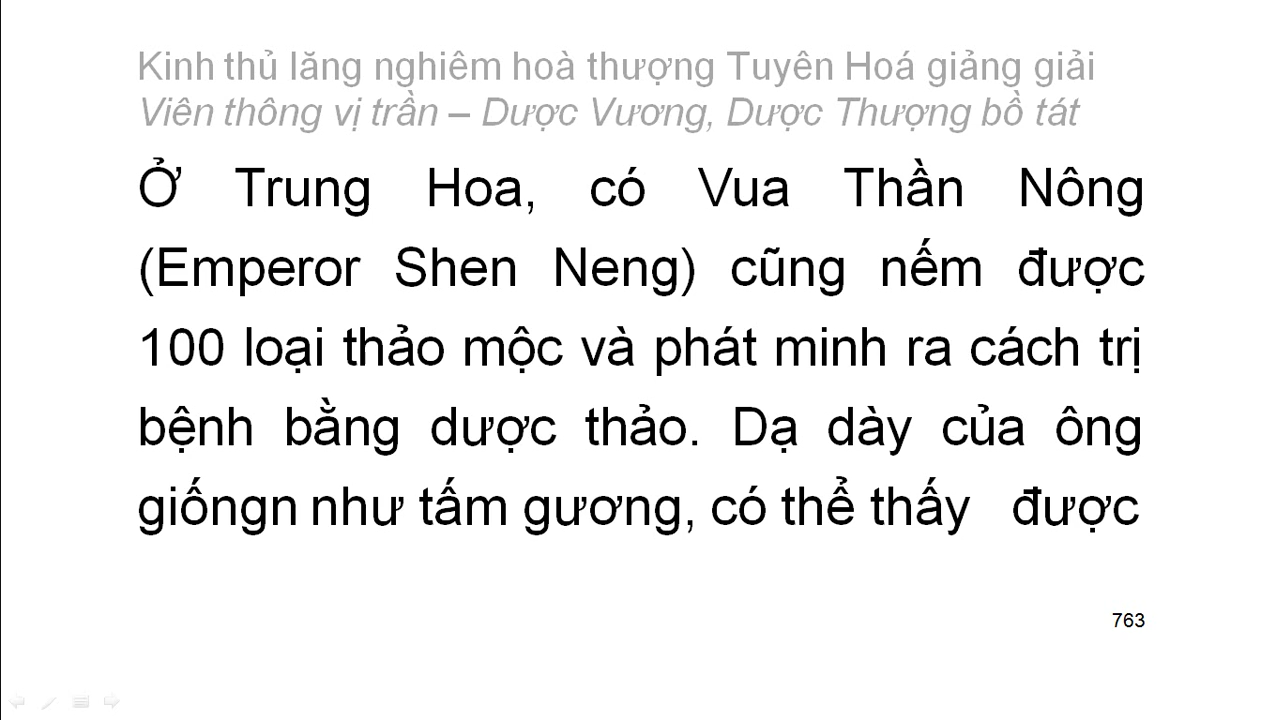 Kinh thủ lăng nghiêm hoà thượng Tuyên Hoá giảng giải
Viên thông vị trần – Dược Vương, Dược Thượng bồ tát
Ở Trung Hoa, có Vua Thần Nông
(Emperor Shen Neng) cũng nếm được
100 loại thảo mộc và phát minh ra cách trị
bệnh bằng dược thảo. Dạ dày của ông
giốngn như tấm gương, có thể thấy được
763